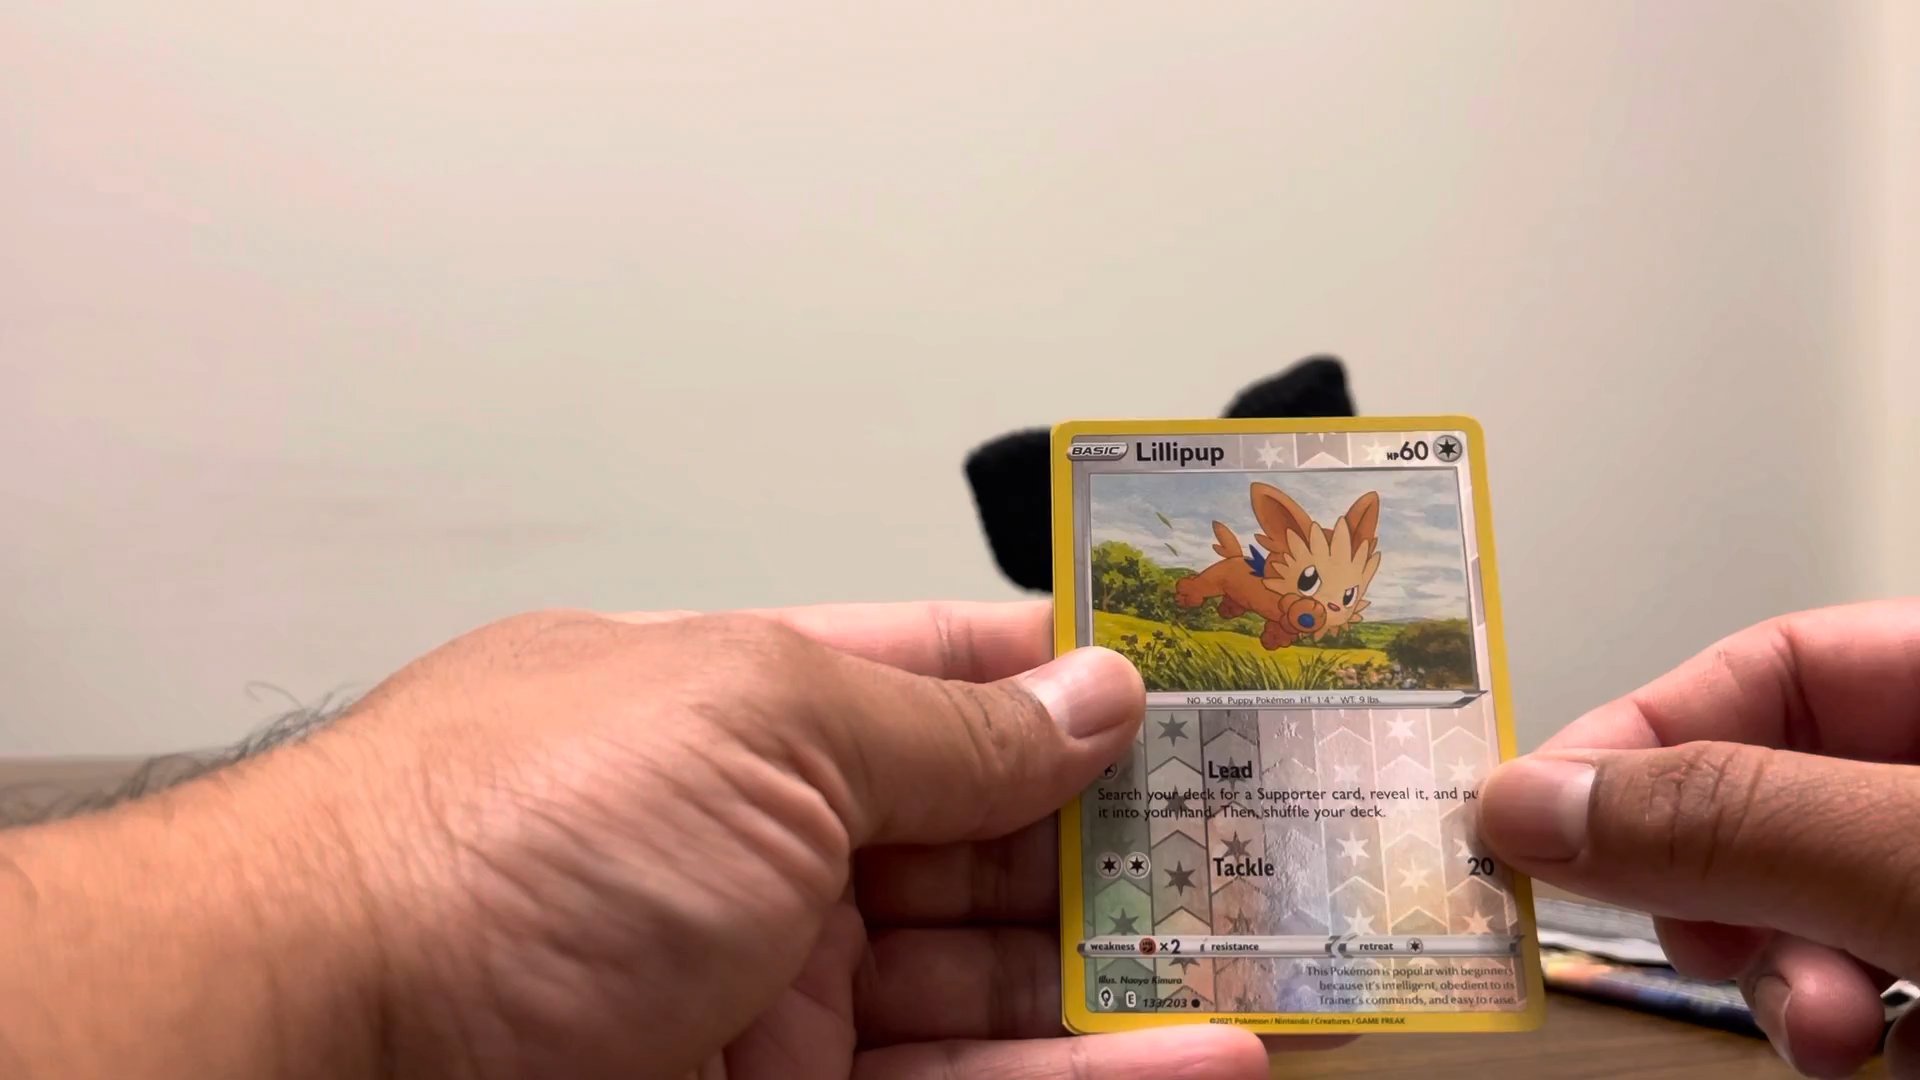 BASIC Lillipup HP60
NO. 506 Puppy Pokémon HT 1'4" WT 9 lbs.
Lead
Search your deck for a Supporter card, reveal it, and pu
it into your hand. Then, shuffle your deck.
Tackle 20
weakness ×2 resistance retreat
Illus. Naoya Kimura
This Pokémon is popular with beginners
because it's intelligent, obedient to its
Trainer's commands, and easy to raise.
E 133/203
©2021 Pokémon / Nintendo / Creatures / GAME FREAK